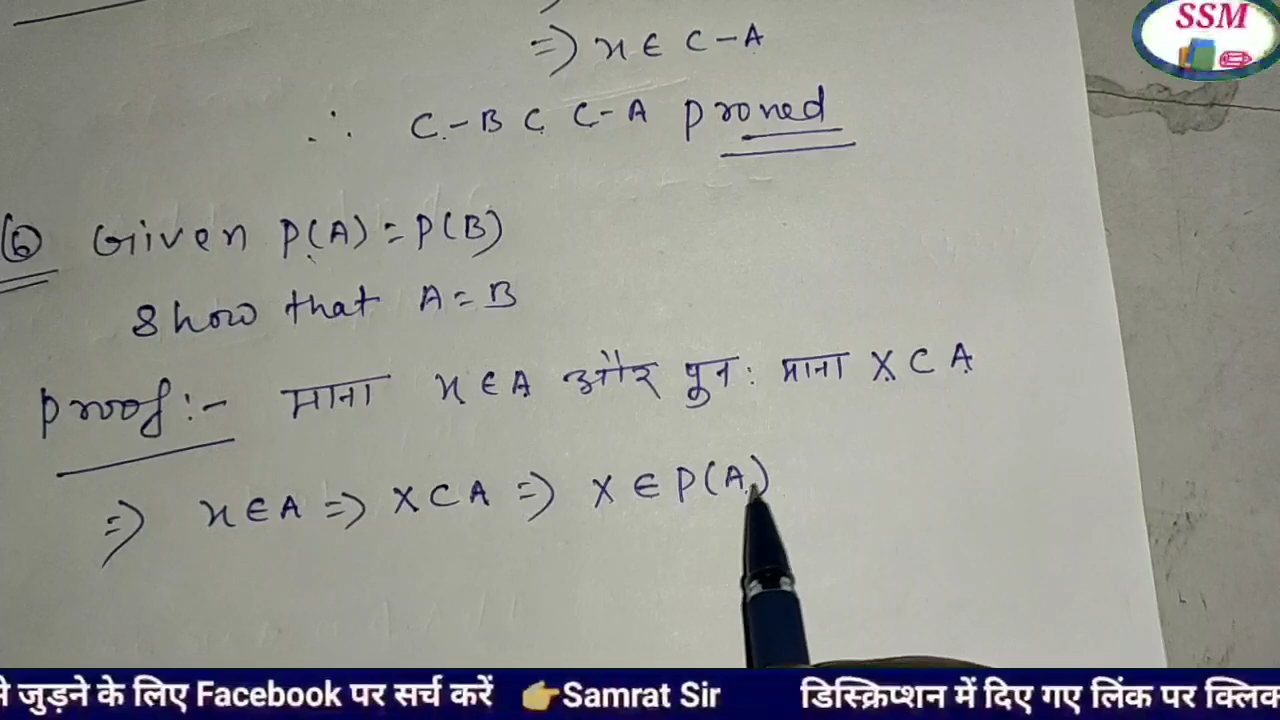 SSM
=) x ∈ C-A
∴ C-B ⊂ C-A proved
⑥ Given P(A)=P(B)
Show that A=B
Proof:- माना x∈A और पुन: माना X⊂A
=) x∈A =) X⊂A =) X ∈ P(A)
से जुड़ने के लिए Facebook पर सर्च करें 👉Samrat Sir डिस्क्रिप्शन में दिए गए लिंक पर